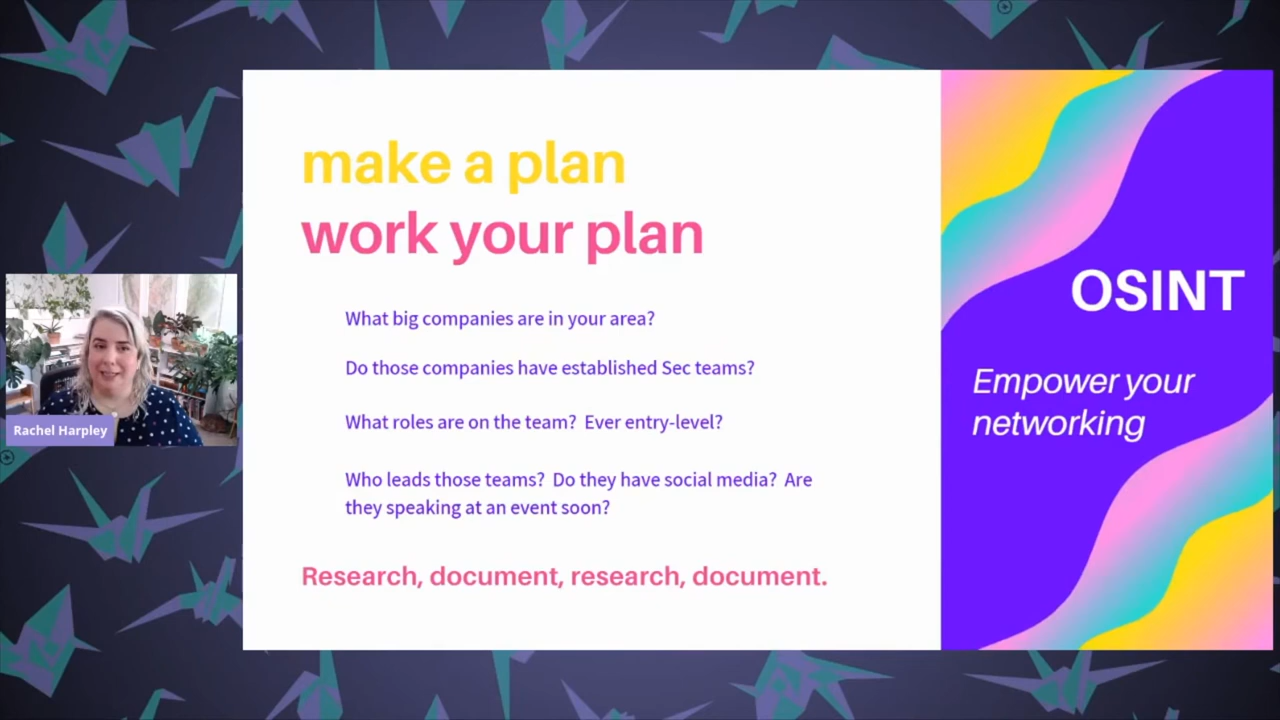 make a plan
work your plan
What big companies are in your area?
Do those companies have established Sec teams?
What roles are on the team? Ever entry-level?
Who leads those teams? Do they have social media? Are
they speaking at an event soon?
Research, document, research, document.
OSINT
Empower your
networking
Rachel Harpley